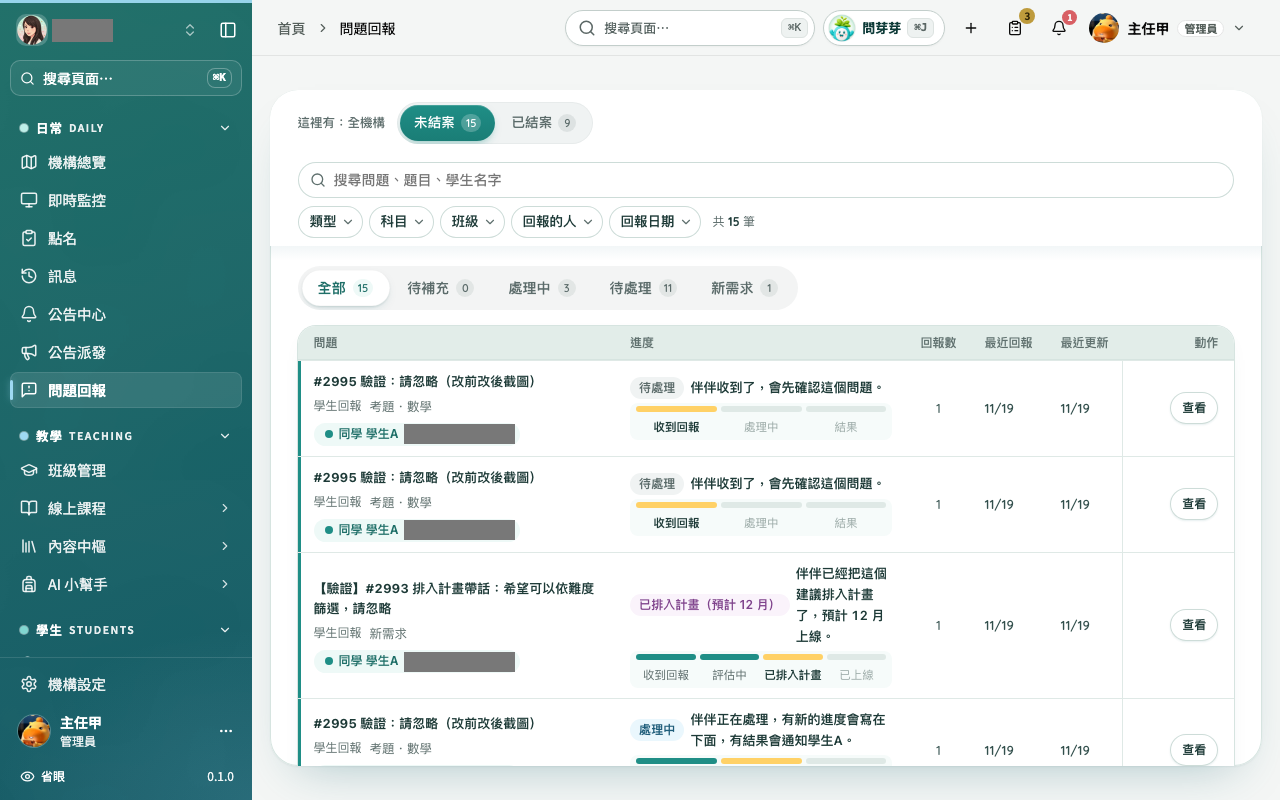 搜尋頁面… ⌘K
日常 DAILY
機構總覽
即時監控
點名
訊息
公告中心
公告派發
問題回報
教學 TEACHING
班級管理
線上課程
內容中樞
AI 小幫手
學生 STUDENTS
機構設定
主任甲
管理員
省眼 0.1.0
首頁 > 問題回報
搜尋頁面… ⌘K
問芽芽 ⌘J
3
1
主任甲 管理員
這裡有：全機構 未結案 15 已結案 9
搜尋問題、題目、學生名字
類型 科目 班級 回報的人 回報日期 共 15 筆
全部 15 待補充 0 處理中 3 待處理 11 新需求 1
問題 進度 回報數 最近回報 最近更新 動作
#2995 驗證：請忽略（改前改後截圖）
學生回報 考題 · 數學
同學 學生A
待處理 伴伴收到了，會先確認這個問題。
收到回報 處理中 結果
1 11/19 11/19 查看
#2995 驗證：請忽略（改前改後截圖）
學生回報 考題 · 數學
同學 學生A
待處理 伴伴收到了，會先確認這個問題。
收到回報 處理中 結果
1 11/19 11/19 查看
【驗證】#2993 排入計畫帶話：希望可以依難度
篩選，請忽略
學生回報 新需求
同學 學生A
已排入計畫（預計 12 月）
伴伴已經把這個
建議排入計畫
了，預計 12 月
上線。
收到回報 評估中 已排入計畫 已上線
1 11/19 11/19 查看
#2995 驗證：請忽略（改前改後截圖）
學生回報 考題 · 數學
處理中
伴伴正在處理，有新的進度會寫在
下面，有結果會通知學生A。
1 11/19 11/19 查看